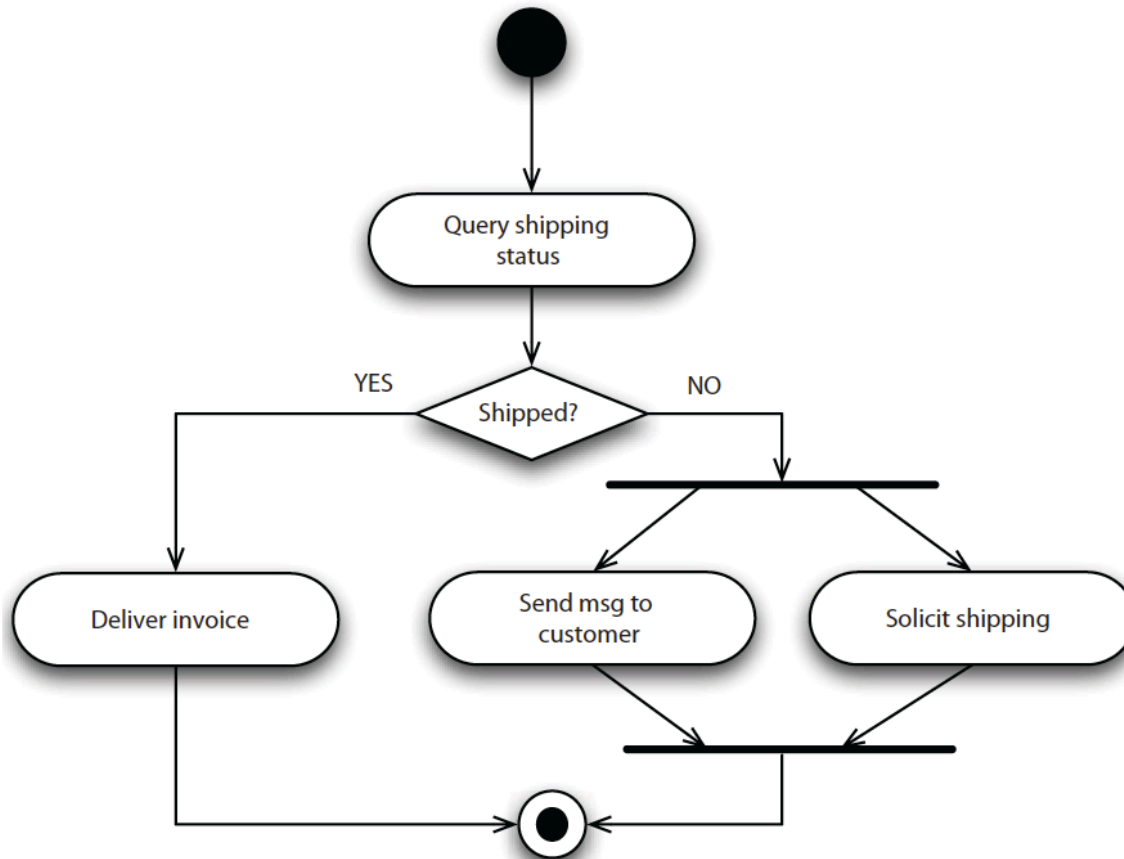 Query shipping
status
YES
NO
Shipped?
Deliver invoice
Send msg to
customer
Solicit shipping